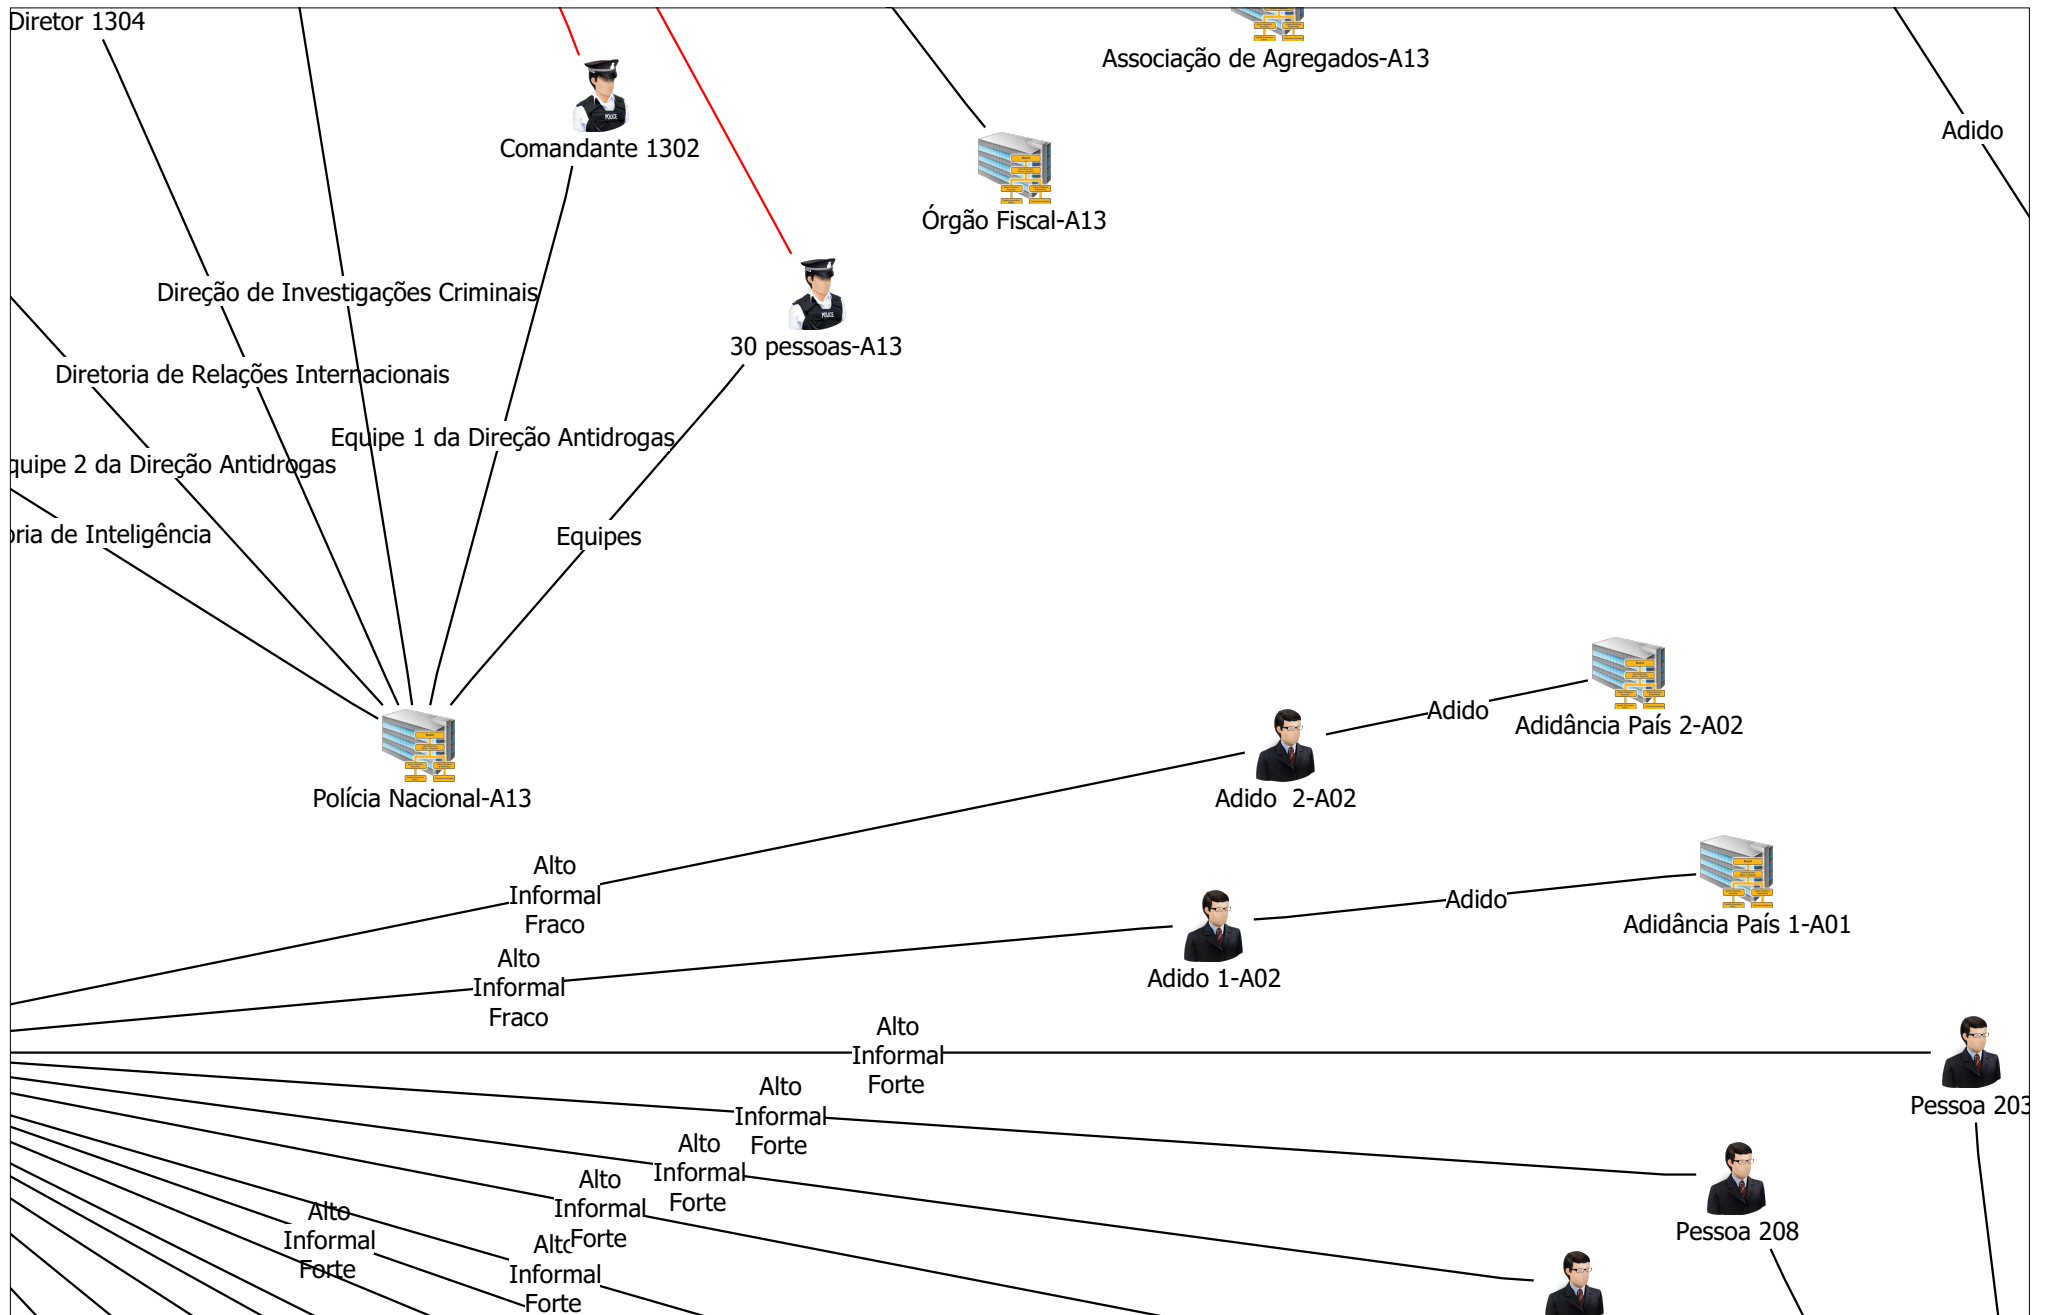 Diretor 1304
Associação de Agregados-A13
Adido
Comandante 1302
Órgão Fiscal-A13
Direção de Investigações Criminais
30 pessoas-A13
Diretoria de Relações Internacionais
Equipe 1 da Direção Antidrogas
quipe 2 da Direção Antidrogas
oria de Inteligência
Equipes
Adido
Adidância País 2-A02
Polícia Nacional-A13
Adido 2-A02
Alto
Informal
Fraco
Adido
Adidância País 1-A01
Alto
Informal
Fraco
Adido 1-A02
Alto
Informal
Forte
Pessoa 203
Alto
Informal
Forte
Alto
Informal
Forte
Pessoa 208
Alto
Informal
Forte
Alto
Informal
Forte
Alto
Informal
Forte